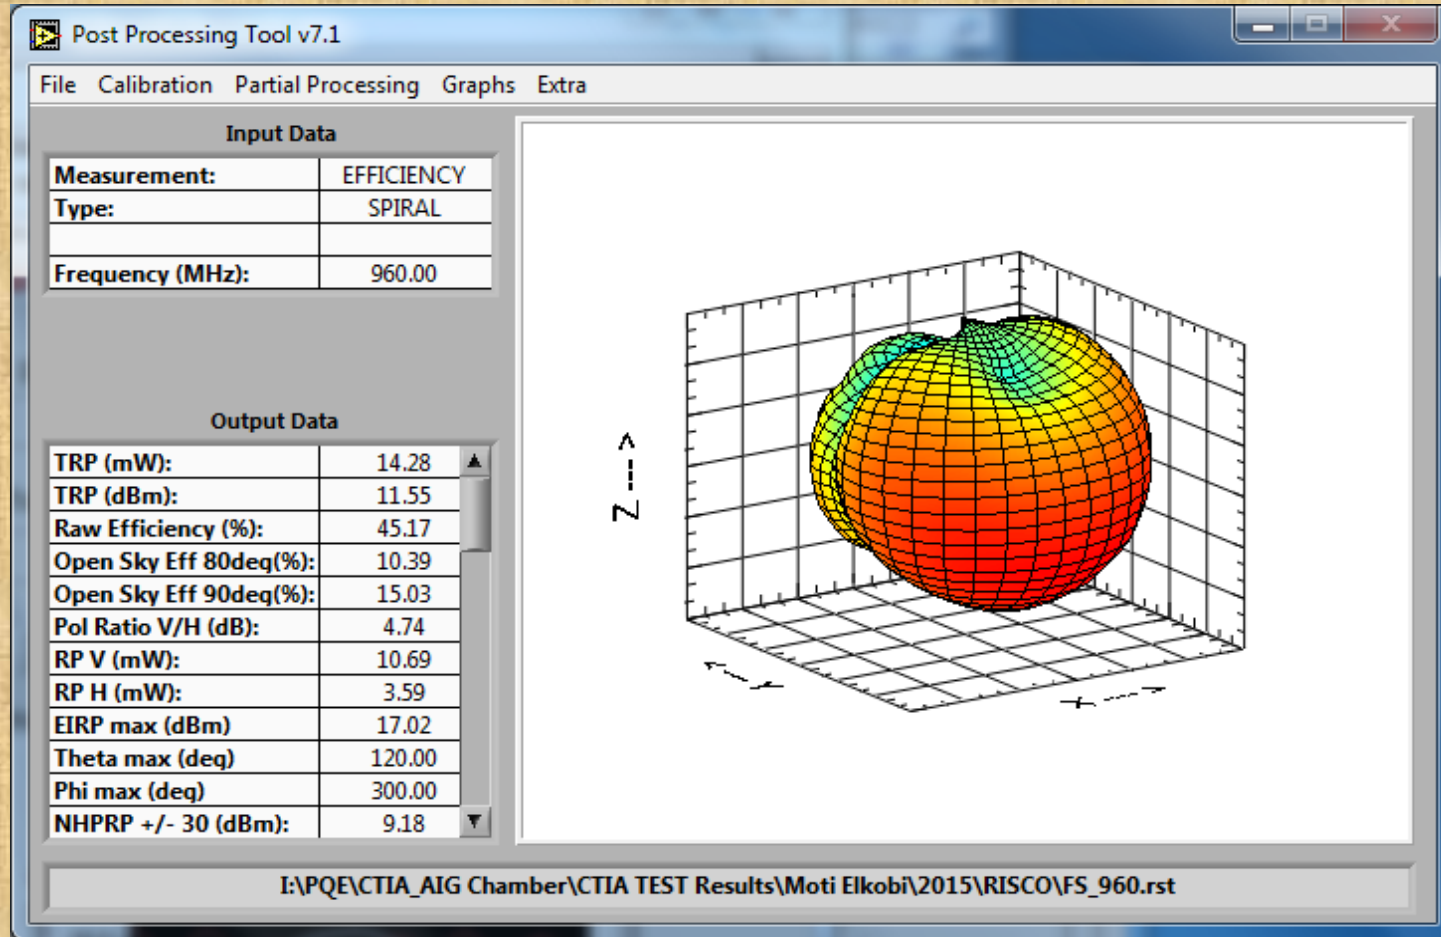 Post Processing Tool v7.1
File Calibration Partial Processing Graphs Extra
Input Data
Measurement: EFFICIENCY
Type: SPIRAL
Frequency (MHz): 960.00
Output Data
TRP (mW): 14.28
TRP (dBm): 11.55
Raw Efficiency (%): 45.17
Open Sky Eff 80deg(%): 10.39
Open Sky Eff 90deg(%): 15.03
Pol Ratio V/H (dB): 4.74
RP V (mW): 10.69
RP H (mW): 3.59
EIRP max (dBm) 17.02
Theta max (deg) 120.00
Phi max (deg) 300.00
NHPRP +/- 30 (dBm): 9.18
Z --->
<--- Y
X --->
I:\PQE\CTIA_AIG Chamber\CTIA TEST Results\Moti Elkobi\2015\RISCO\FS_960.rst